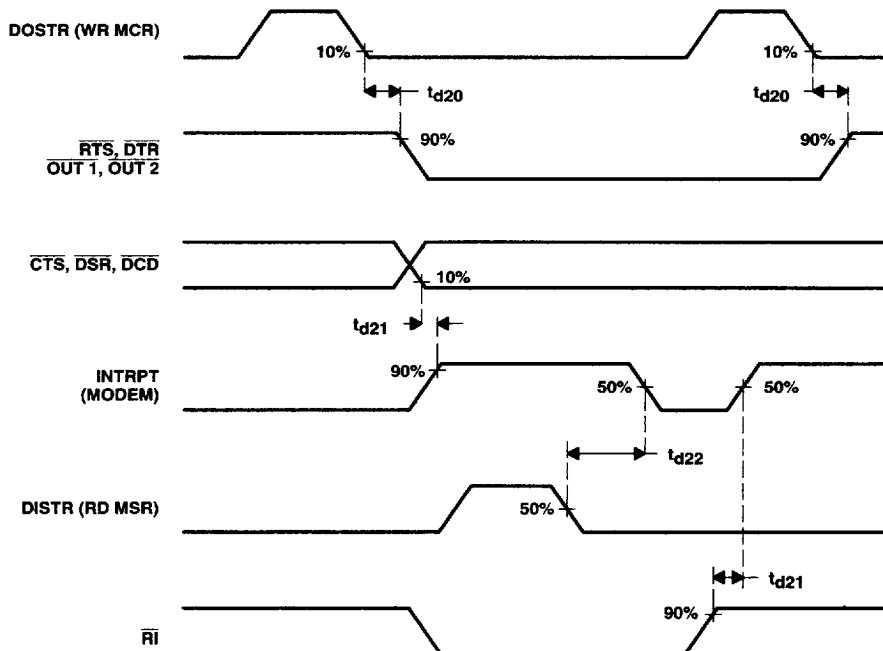 DOSTR (WR MCR)
10%
10%
td20
td20
RTS, DTR
90%
90%
OUT 1, OUT 2
CTS, DSR, DCD
10%
td21
INTRPT
(MODEM)
90%
50%
50%
td22
DISTR (RD MSR)
50%
td21
90%
RI